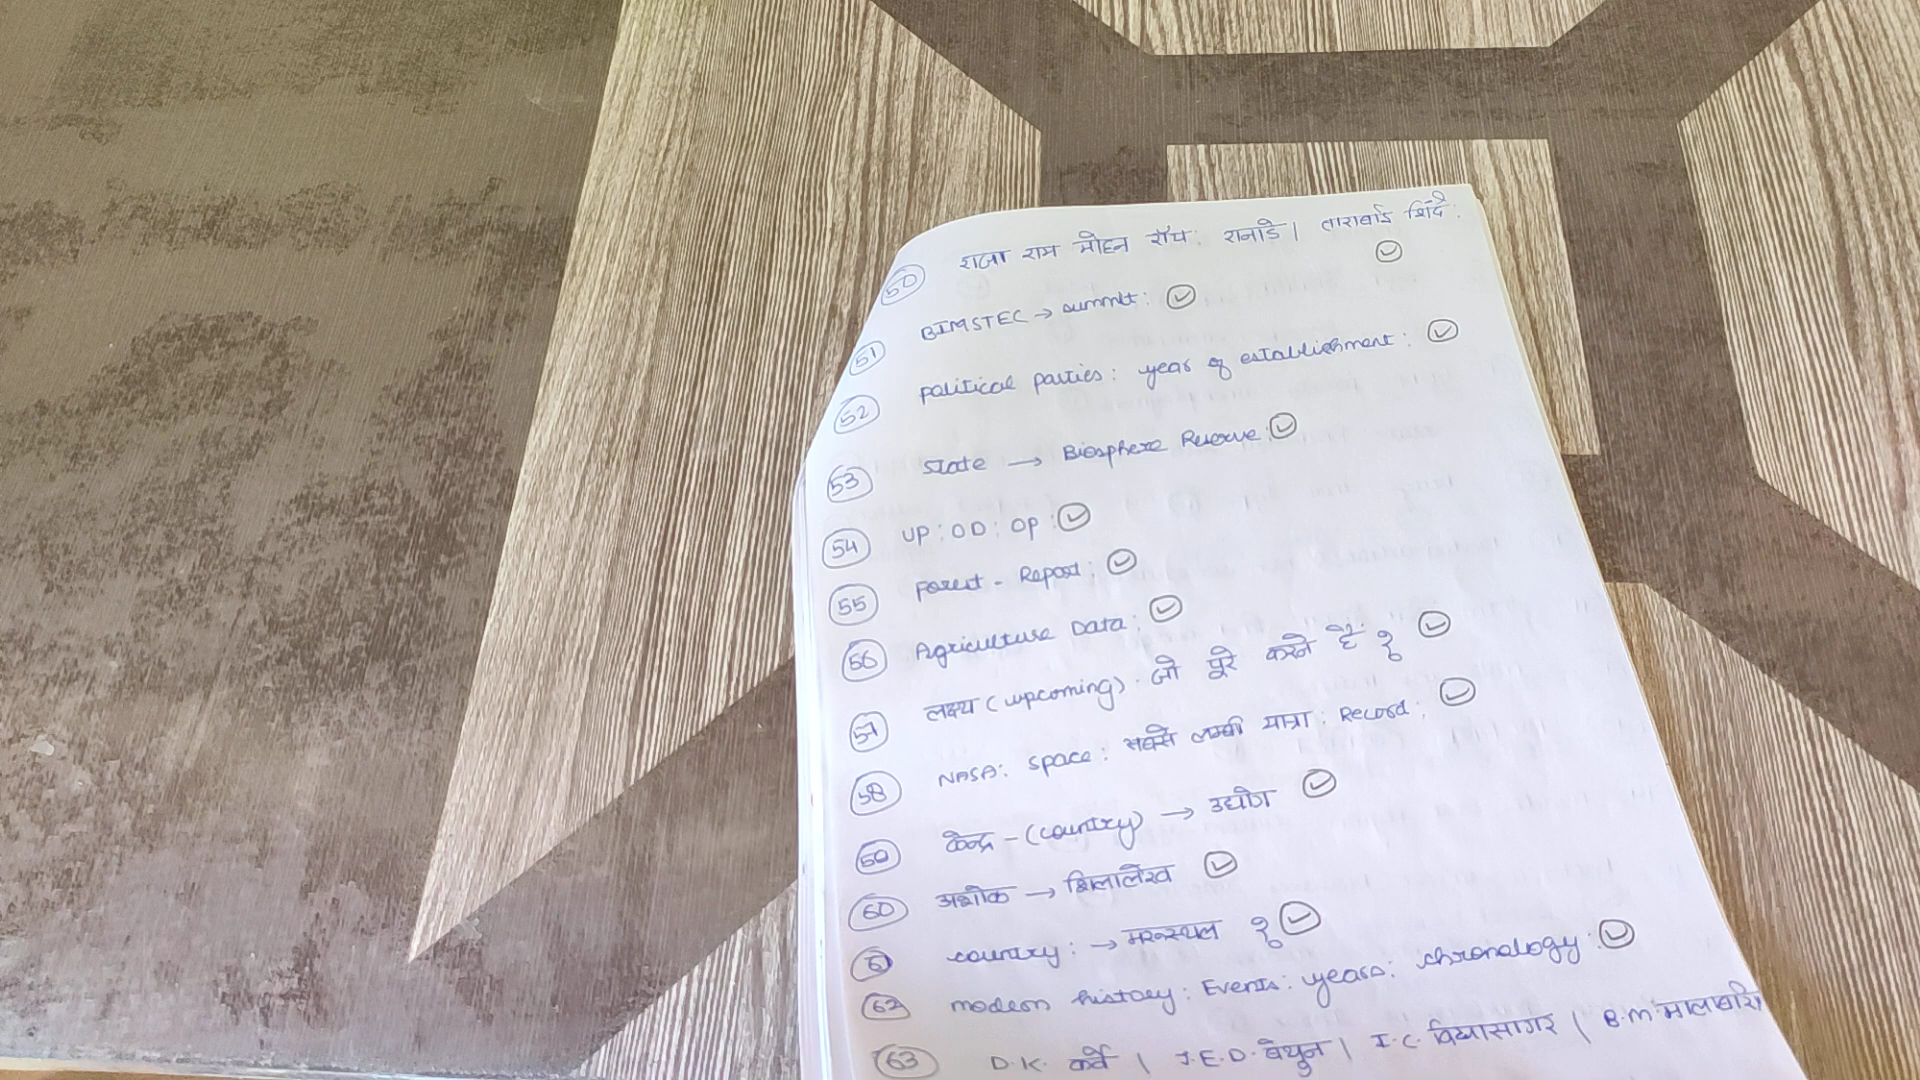 50 राजा राम मोहन रॉय: रानाडे। ताराबाई शिंदे:
51 BIMSTEC → summit:
52 political parties: year of establishment:
53 state → Biosphere Reserve:
54 UP: OD: OP:
55 Forest - Report:
56 Agriculture Data:
57 लक्ष्य (upcoming). जो पूरे करने है:?
58 NASA: space: सबसे लम्बी यात्रा: Record:
केन्द्र - (country) → उद्योग
60 अशोक → शिलालेख
61 country: → मरूस्थल?
62 modern history: Events: years: chronology:
63 D.K. कर्वे | J.E.D. बेथुन | I.C. विद्यासागर | B.M. मालाबारि